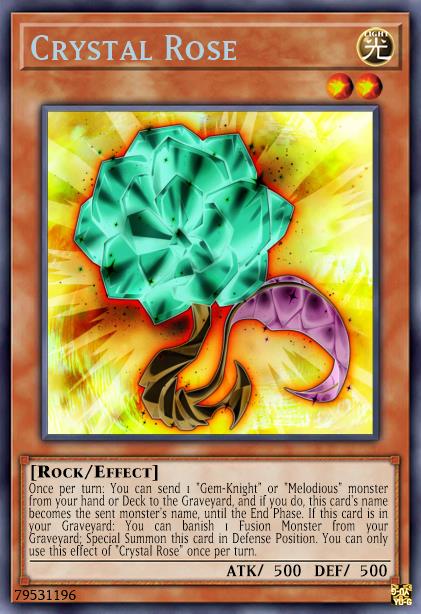 Crystal Rose
LIGHT
光
[Rock/Effect]
Once per turn: You can send 1 "Gem-Knight" or "Melodious" monster
from your hand or Deck to the Graveyard, and if you do, this card's name
becomes the sent monster's name, until the End Phase. If this card is in
your Graveyard: You can banish 1 Fusion Monster from your
Graveyard; Special Summon this card in Defense Position. You can only
use this effect of "Crystal Rose" once per turn.
ATK/ 500 DEF/ 500
79531196